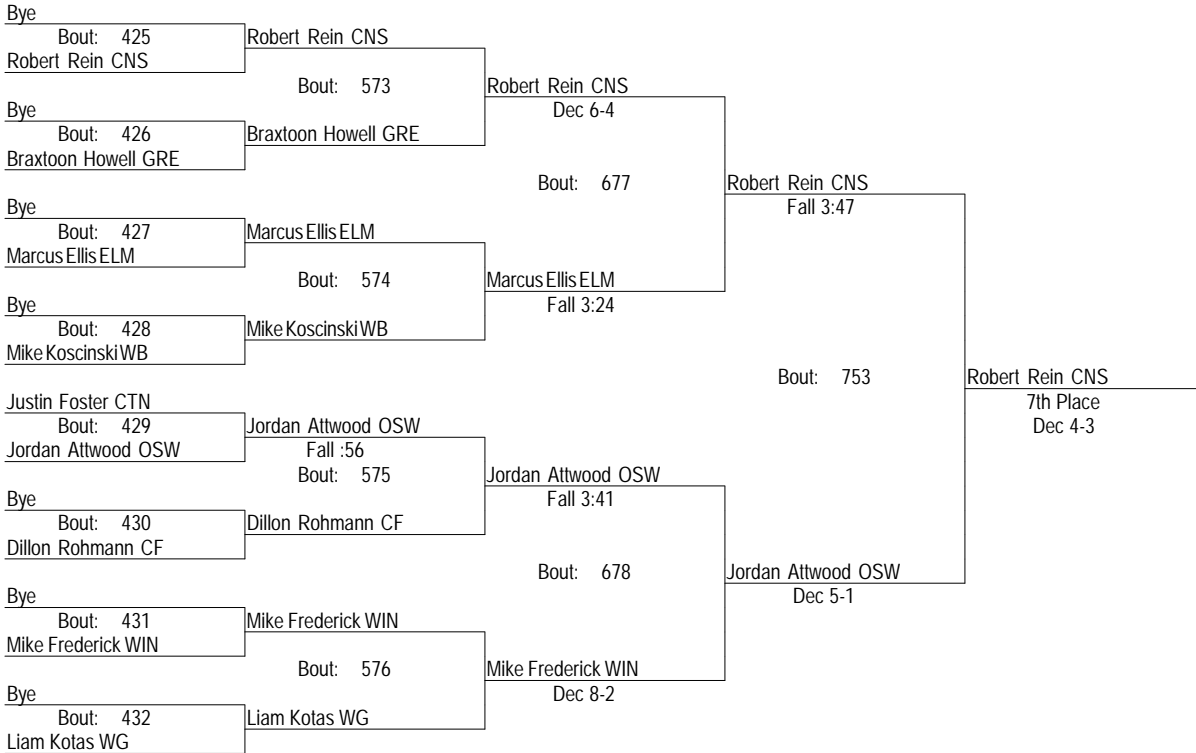 Bye
Bout: 425
Robert Rein CNS
Robert Rein CNS
Bout: 573
Robert Rein CNS
Dec 6-4
Bye
Bout: 426
Braxtoon Howell GRE
Braxtoon Howell GRE
Bout: 677
Robert Rein CNS
Fall 3:47
Bye
Bout: 427
Marcus Ellis ELM
Marcus Ellis ELM
Bout: 574
Marcus Ellis ELM
Fall 3:24
Bye
Bout: 428
Mike Koscinski WB
Mike Koscinski WB
Bout: 753
Robert Rein CNS
7th Place
Dec 4-3
Justin Foster CTN
Bout: 429
Jordan Attwood OSW
Jordan Attwood OSW
Fall :56
Bout: 575
Jordan Attwood OSW
Fall 3:41
Bye
Bout: 430
Dillon Rohmann CF
Dillon Rohmann CF
Bout: 678
Jordan Attwood OSW
Dec 5-1
Bye
Bout: 431
Mike Frederick WIN
Mike Frederick WIN
Bout: 576
Mike Frederick WIN
Dec 8-2
Bye
Bout: 432
Liam Kotas WG
Liam Kotas WG